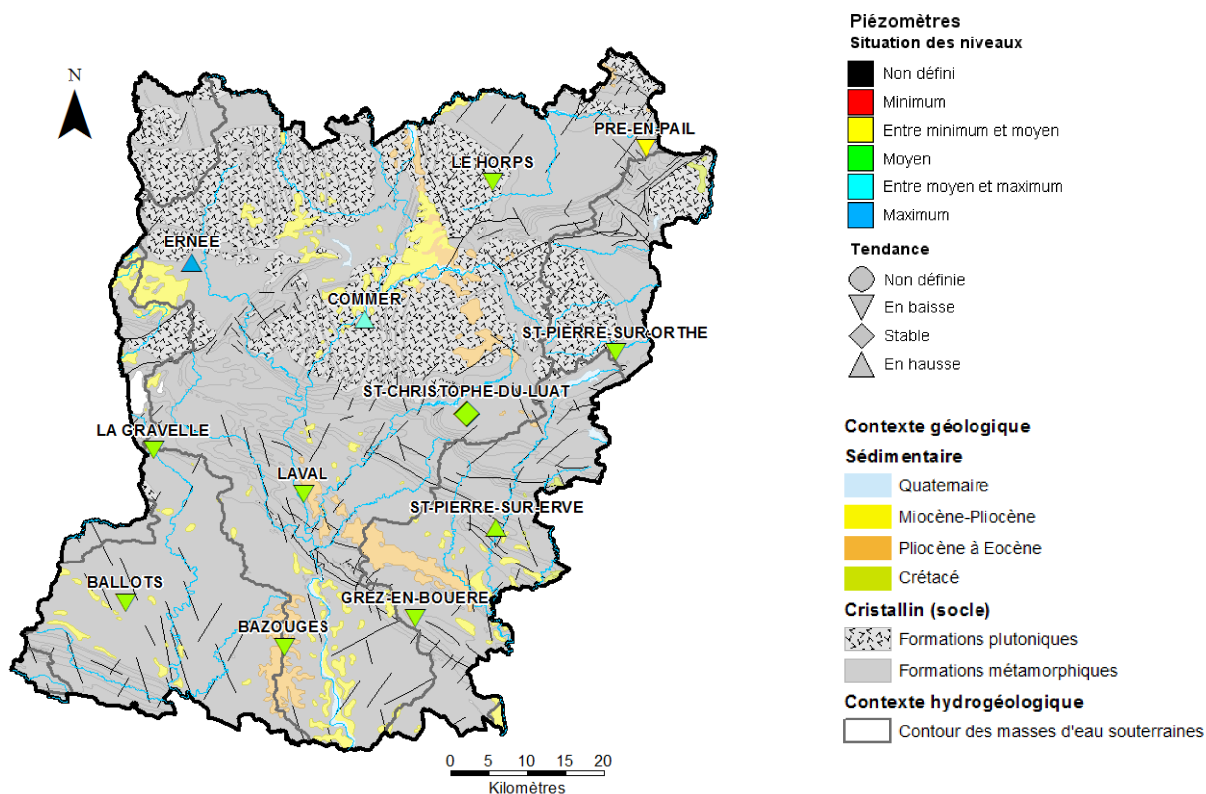 N
PRE-EN-PAIL
LE HORPS
ERNEE
COMMER
ST-PIERRE-SUR-ORTHE
ST-CHRISTOPHE-DU-LUAT
LA GRAVELLE
LAVAL
ST-PIERRE-SUR-ERVE
BALLOTS
GREZ-EN-BOUERE
BAZOUGES
0 5 10 15 20
Kilomètres
Piézomètres
Situation des niveaux
Non défini
Minimum
Entre minimum et moyen
Moyen
Entre moyen et maximum
Maximum
Tendance
Non définie
En baisse
Stable
En hausse
Contexte géologique
Sédimentaire
Quaternaire
Miocène-Pliocène
Pliocène à Eocène
Crétacé
Cristallin (socle)
Formations plutoniques
Formations métamorphiques
Contexte hydrogéologique
Contour des masses d'eau souterraines